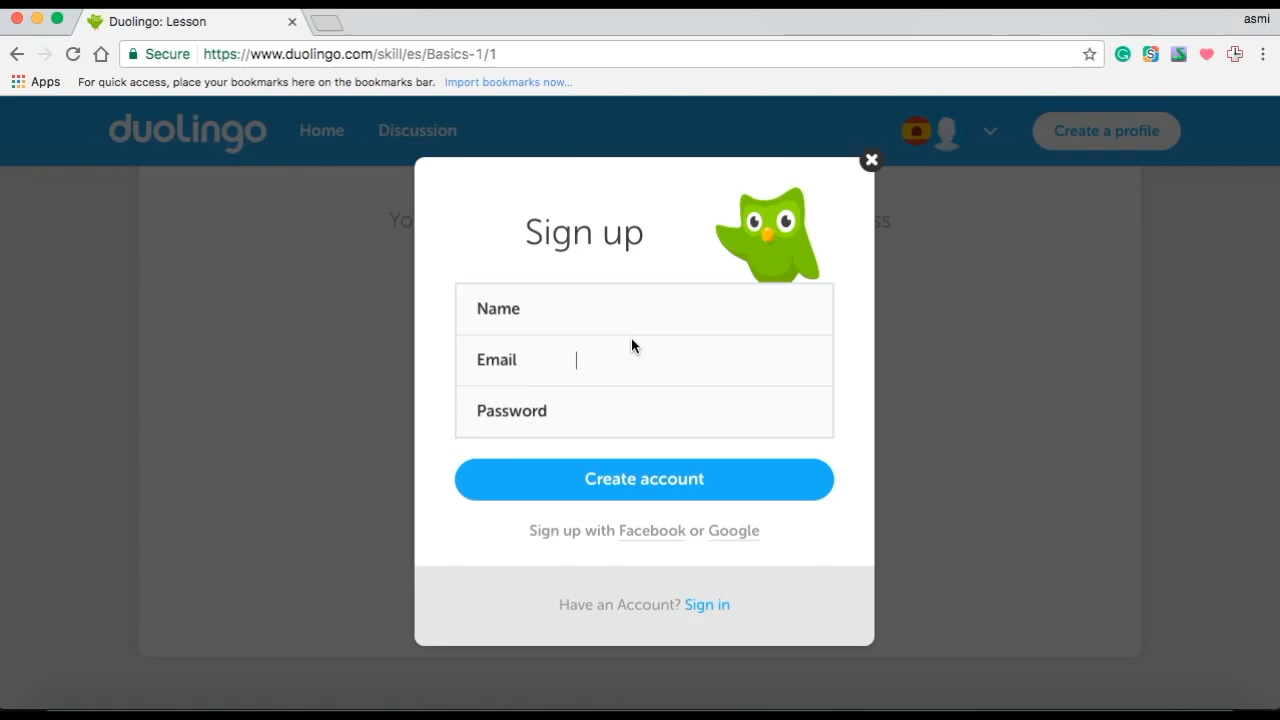 Duolingo: Lesson
asmi
Secure https://www.duolingo.com/skill/es/Basics-1/1
Apps For quick access, place your bookmarks here on the bookmarks bar. Import bookmarks now...
duolingo Home Discussion Create a profile
Yo ss
Sign up
Name
Email
Password
Create account
Sign up with Facebook or Google
Have an Account? Sign in